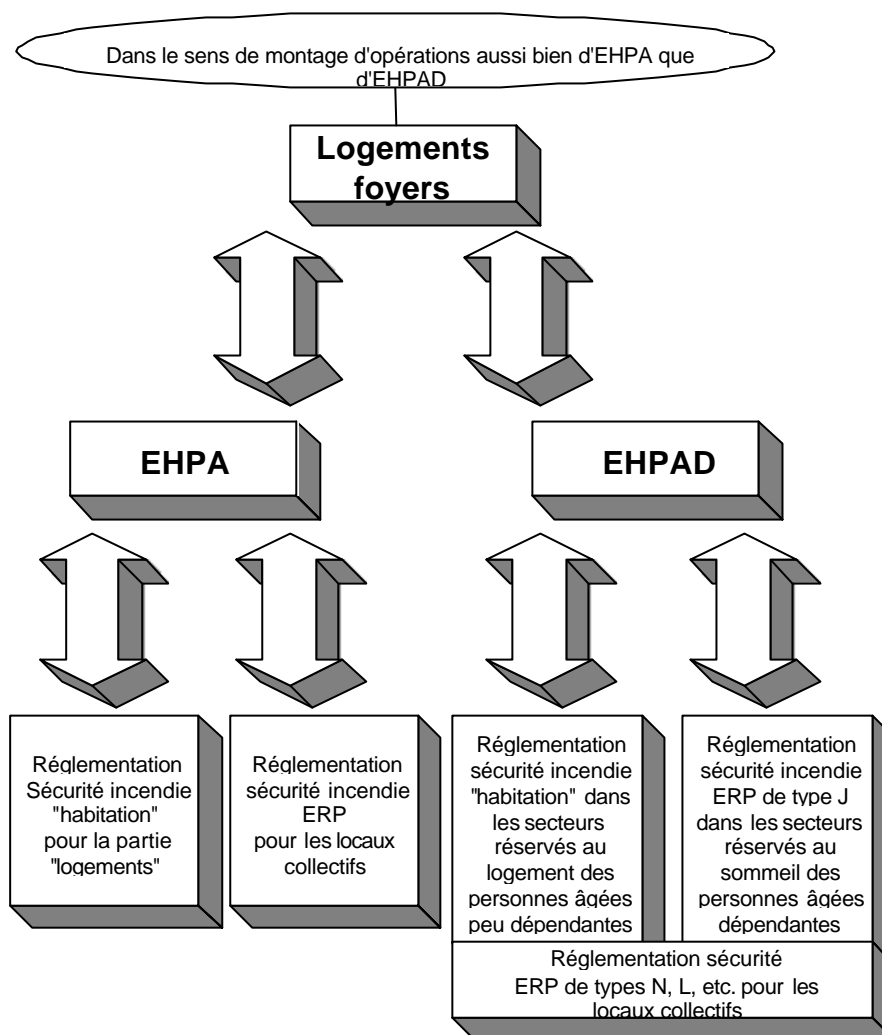 Dans le sens de montage d'opérations aussi bien d'EHPA que
d'EHPAD
Logements
foyers
EHPA
EHPAD
Réglementation
Sécurité incendie
"habitation"
pour la partie
"logements"
Réglementation
sécurité incendie
ERP
pour les locaux
collectifs
Réglementation
sécurité incendie
"habitation" dans
les secteurs
réservés au
logement des
personnes âgées
peu dépendantes
Réglementation
sécurité incendie
ERP de type J
dans les secteurs
réservés au
sommeil des
personnes âgées
dépendantes
Réglementation sécurité
ERP de types N, L, etc. pour les
locaux collectifs